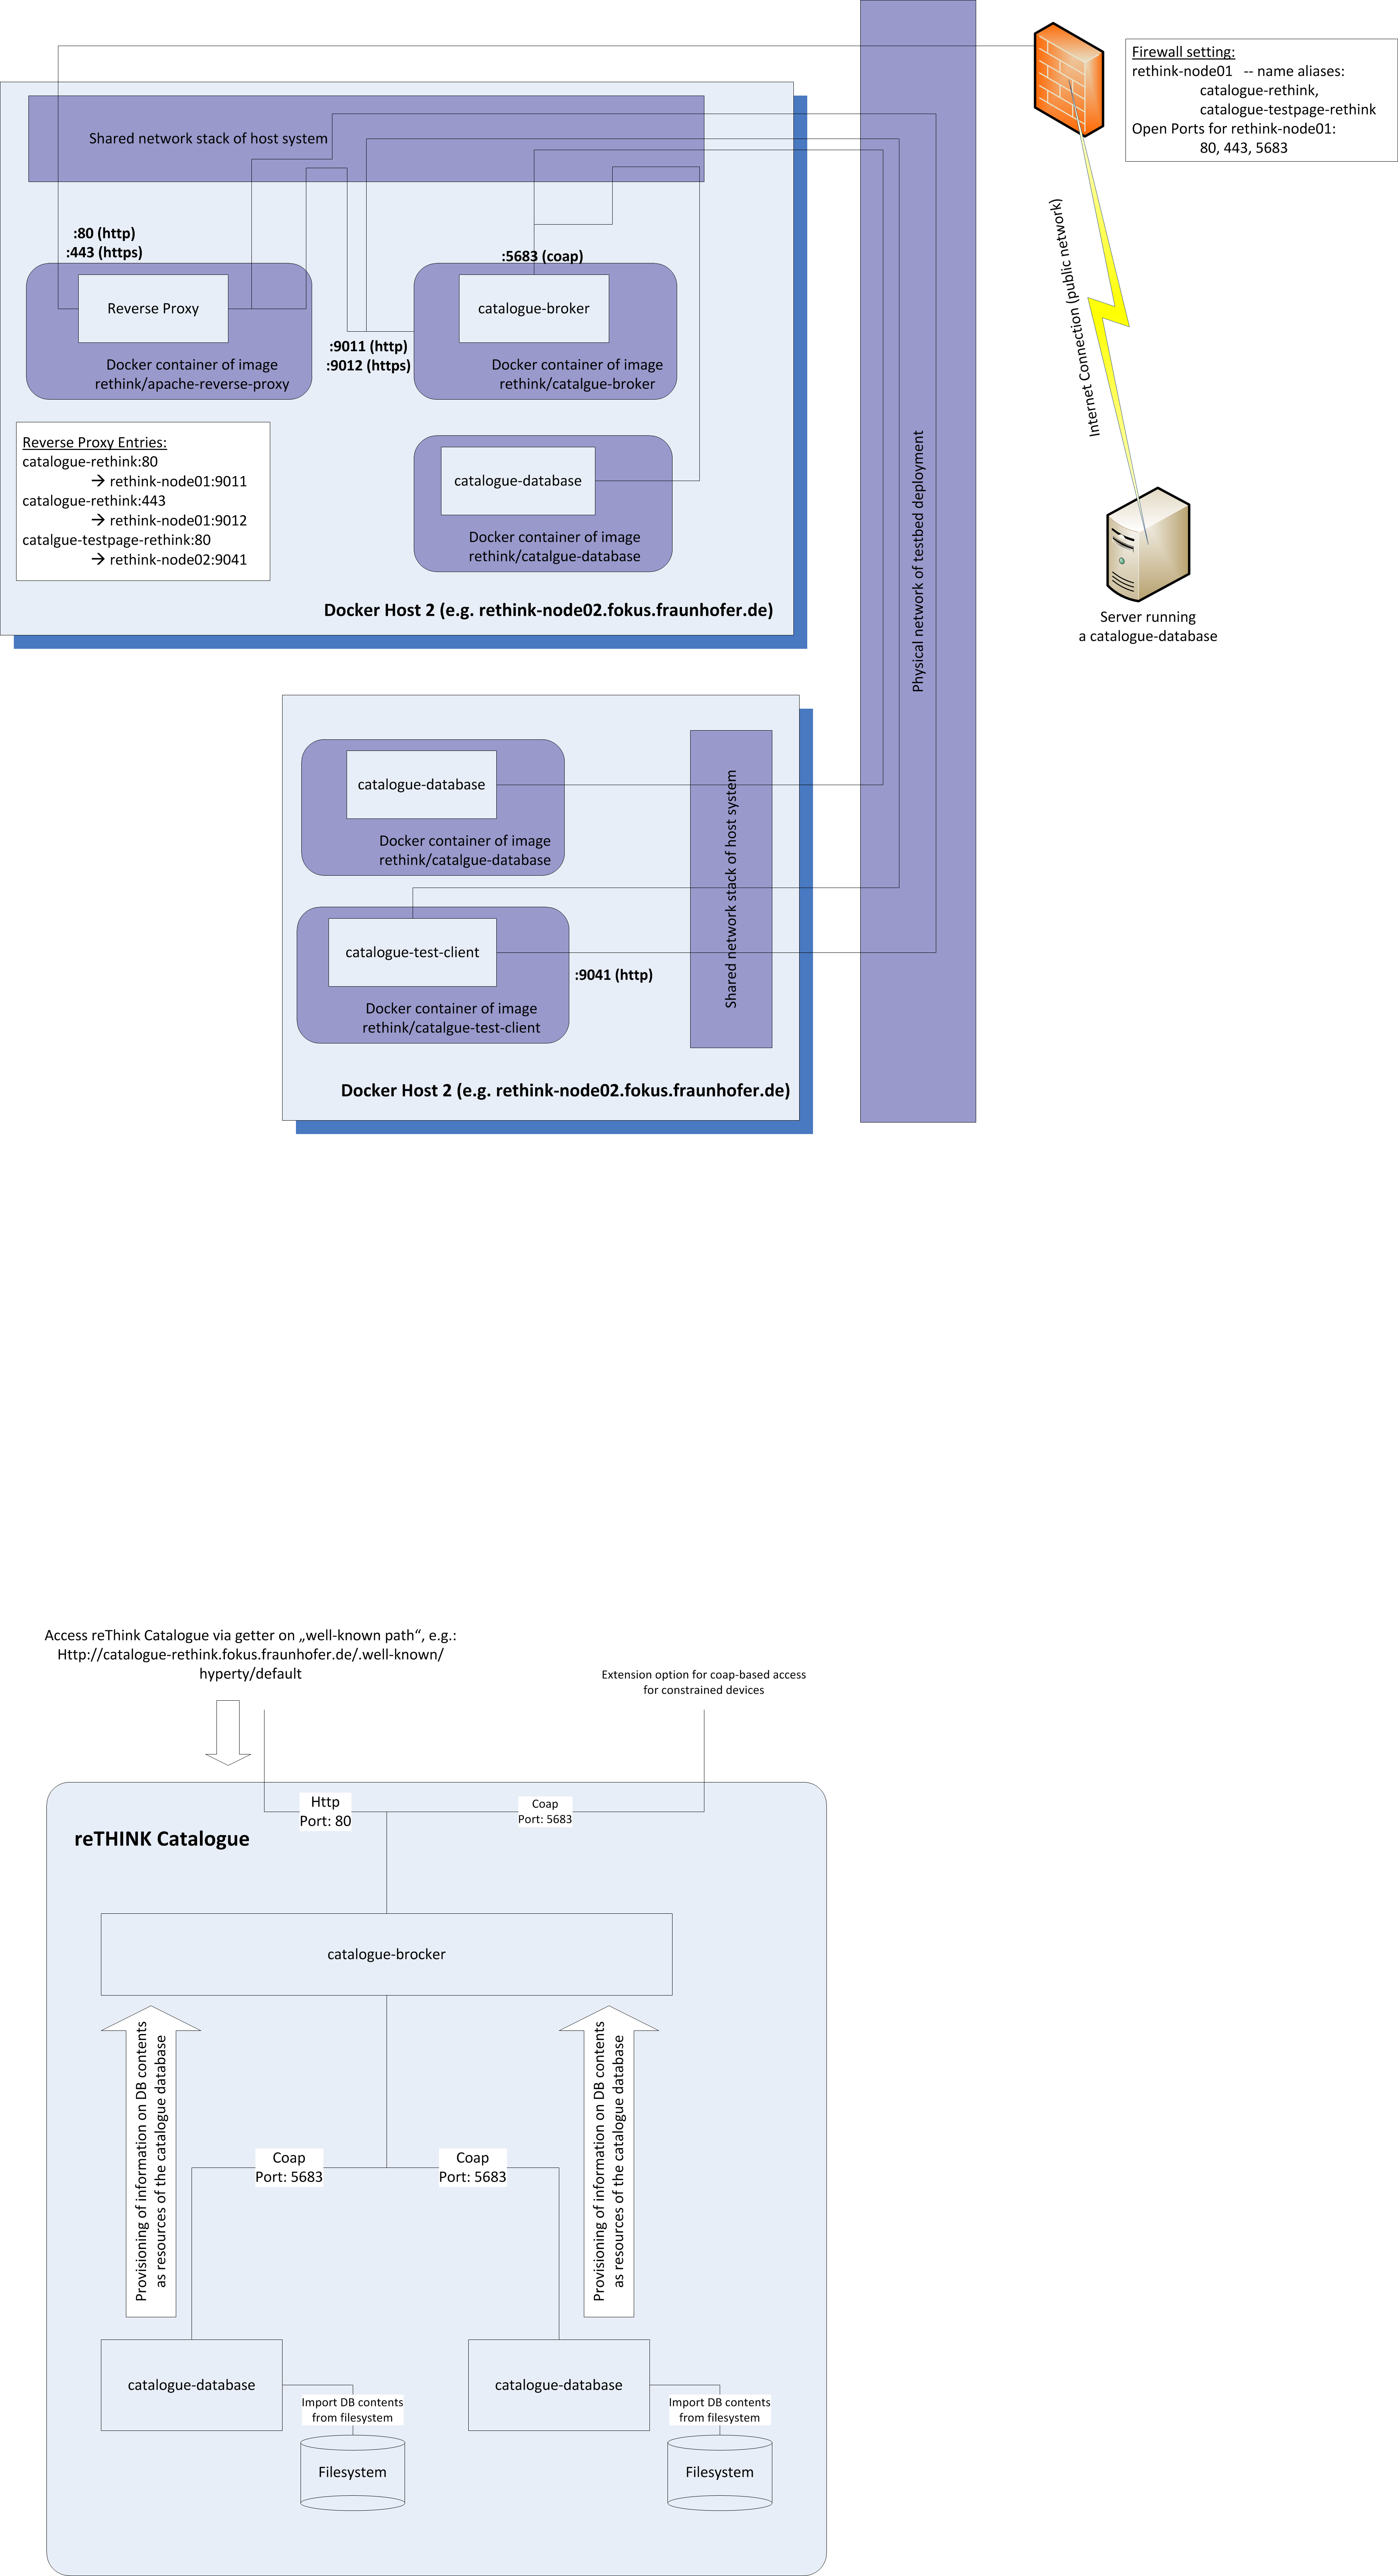 Firewall setting:
rethink-node01   -- name aliases:
catalogue-rethink,
catalogue-testpage-rethink
Open Ports for rethink-node01:
80, 443, 5683
Shared network stack of host system
:80 (http)
:443 (https)
Reverse Proxy
Docker container of image
rethink/apache-reverse-proxy
:5683 (coap)
catalogue-broker
Docker container of image
rethink/catalgue-broker
:9011 (http)
:9012 (https)
Reverse Proxy Entries:
catalogue-rethink:80
→ rethink-node01:9011
catalogue-rethink:443
→ rethink-node01:9012
catalgue-testpage-rethink:80
→ rethink-node02:9041
catalogue-database
Docker container of image
rethink/catalgue-database
Docker Host 2 (e.g. rethink-node02.fokus.fraunhofer.de)
Physical network of testbed deployment
Internet Connection (public network)
Server running
a catalogue-database
catalogue-database
Docker container of image
rethink/catalgue-database
catalogue-test-client
Docker container of image
rethink/catalgue-test-client
:9041 (http)
Shared network stack of host system
Docker Host 2 (e.g. rethink-node02.fokus.fraunhofer.de)
Access reThink Catalogue via getter on „well-known path“, e.g.:
Http://catalogue-rethink.fokus.fraunhofer.de/.well-known/
hyperty/default
Extension option for coap-based access
for constrained devices
Http
Port: 80
Coap
Port: 5683
reTHINK Catalogue
catalogue-brocker
Provisioning of information on DB contents
as resources of the catalogue database
Provisioning of information on DB contents
as resources of the catalogue database
Coap
Port: 5683
Coap
Port: 5683
catalogue-database
Import DB contents
from filesystem
Filesystem
catalogue-database
Import DB contents
from filesystem
Filesystem